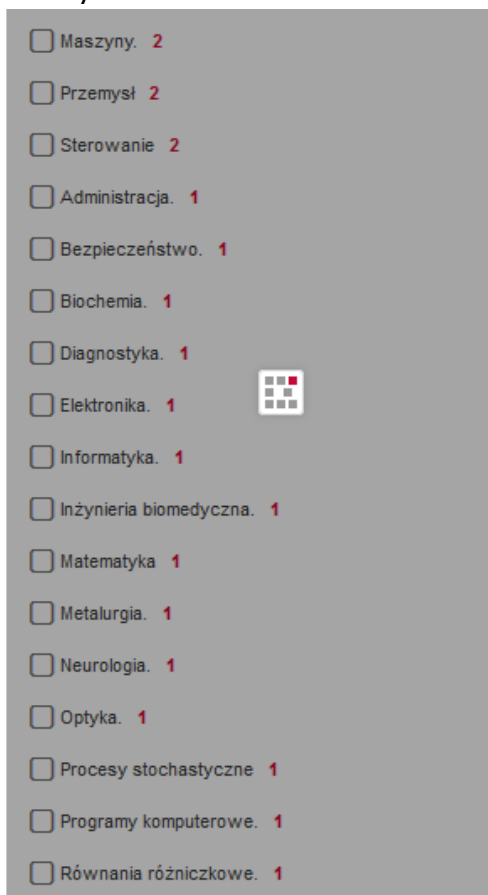 Maszyny. 2
Przemysł 2
Sterowanie 2
Administracja. 1
Bezpieczeństwo. 1
Biochemia. 1
Diagnostyka. 1
Elektronika. 1
Informatyka. 1
Inżynieria biomedyczna. 1
Matematyka 1
Metalurgia. 1
Neurologia. 1
Optyka. 1
Procesy stochastyczne 1
Programy komputerowe. 1
Równania różniczkowe. 1